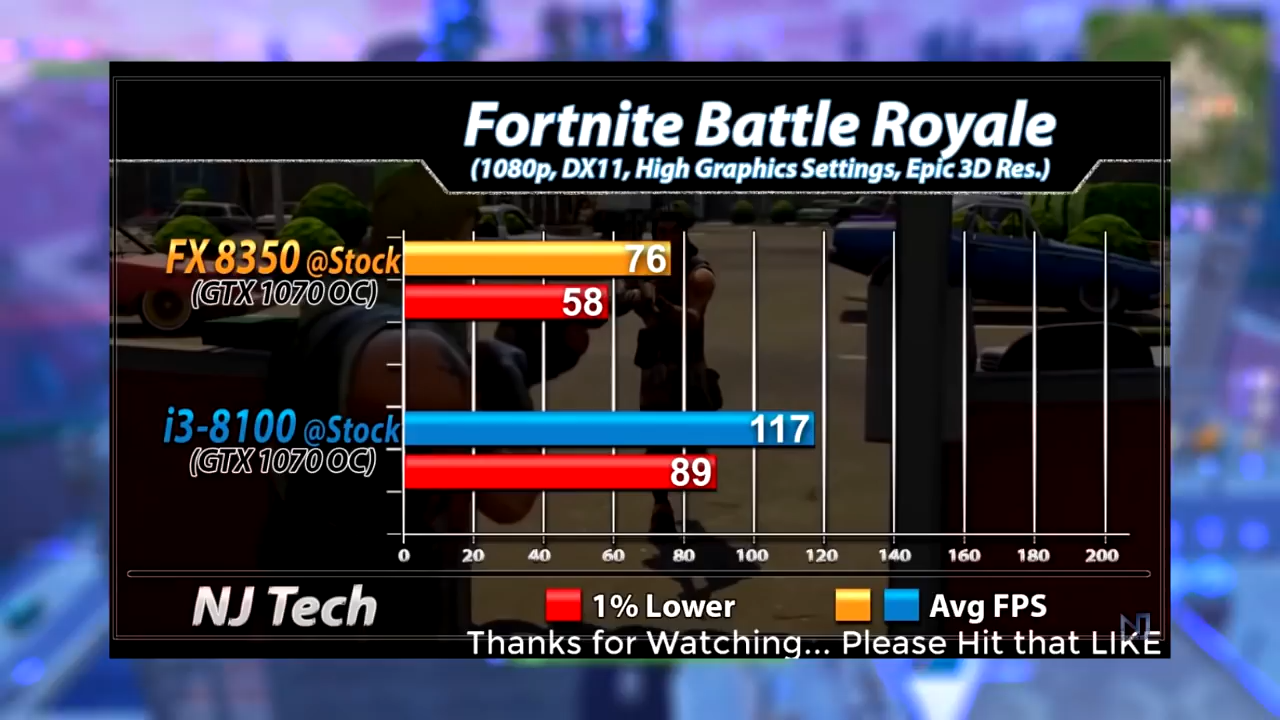 Fortnite Battle Royale
(1080p, DX11, High Graphics Settings, Epic 3D Res.)
FX 8350 @Stock
(GTX 1070 OC)
76
58
i3-8100 @Stock
(GTX 1070 OC)
117
89
0 20 40 60 80 100 120 140 160 180 200
NJ Tech
1% Lower
Avg FPS
NJ
Thanks for Watching... Please Hit that LIKE